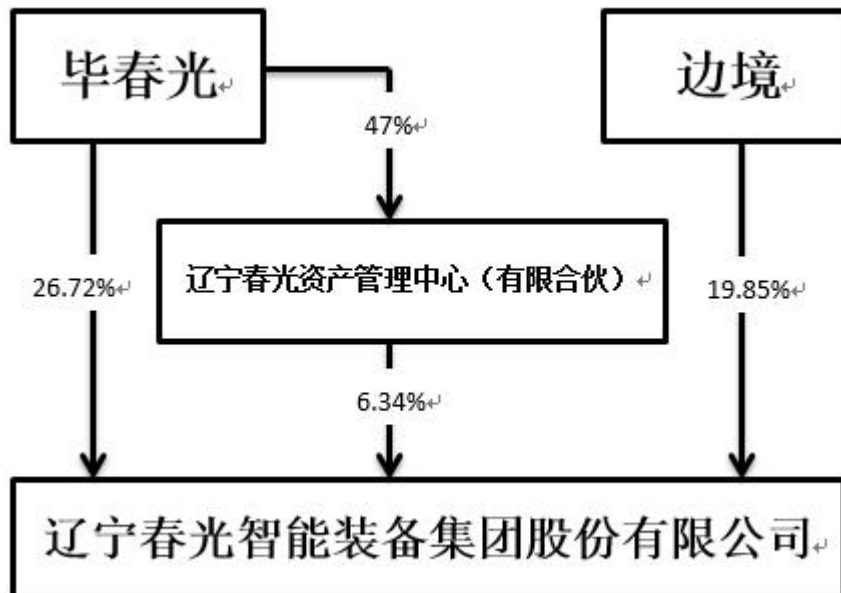 毕春光
边境
47%
辽宁春光资产管理中心（有限合伙）
26.72%
19.85%
6.34%
辽宁春光智能装备集团股份有限公司